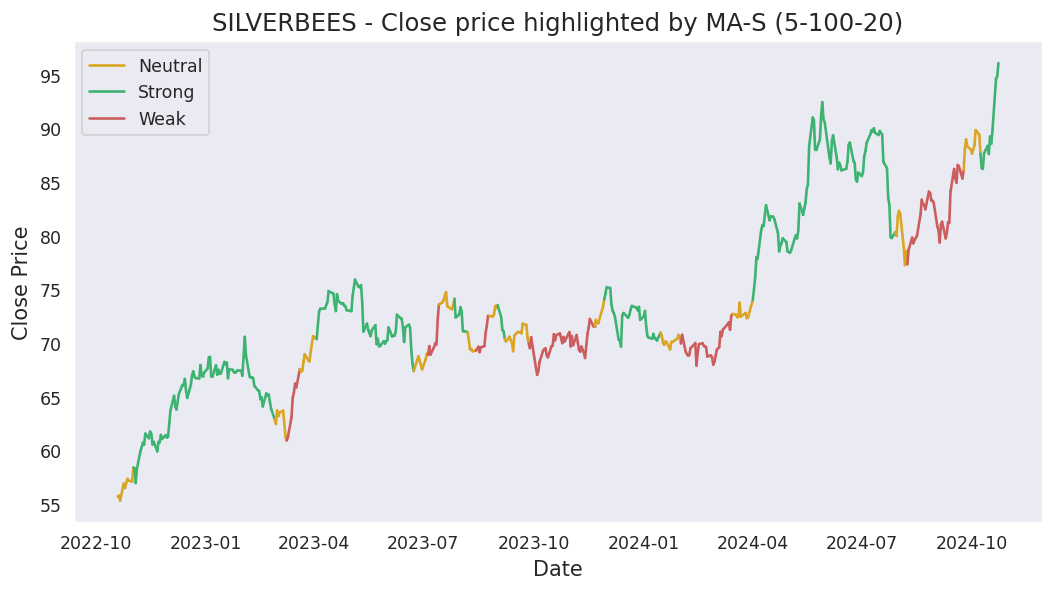 SILVERBEES - Close price highlighted by MA-S (5-100-20)
Neutral
Strong
Weak
Close Price
95
90
85
80
75
70
65
60
55
2022-10 2023-01 2023-04 2023-07 2023-10 2024-01 2024-04 2024-07 2024-10
Date